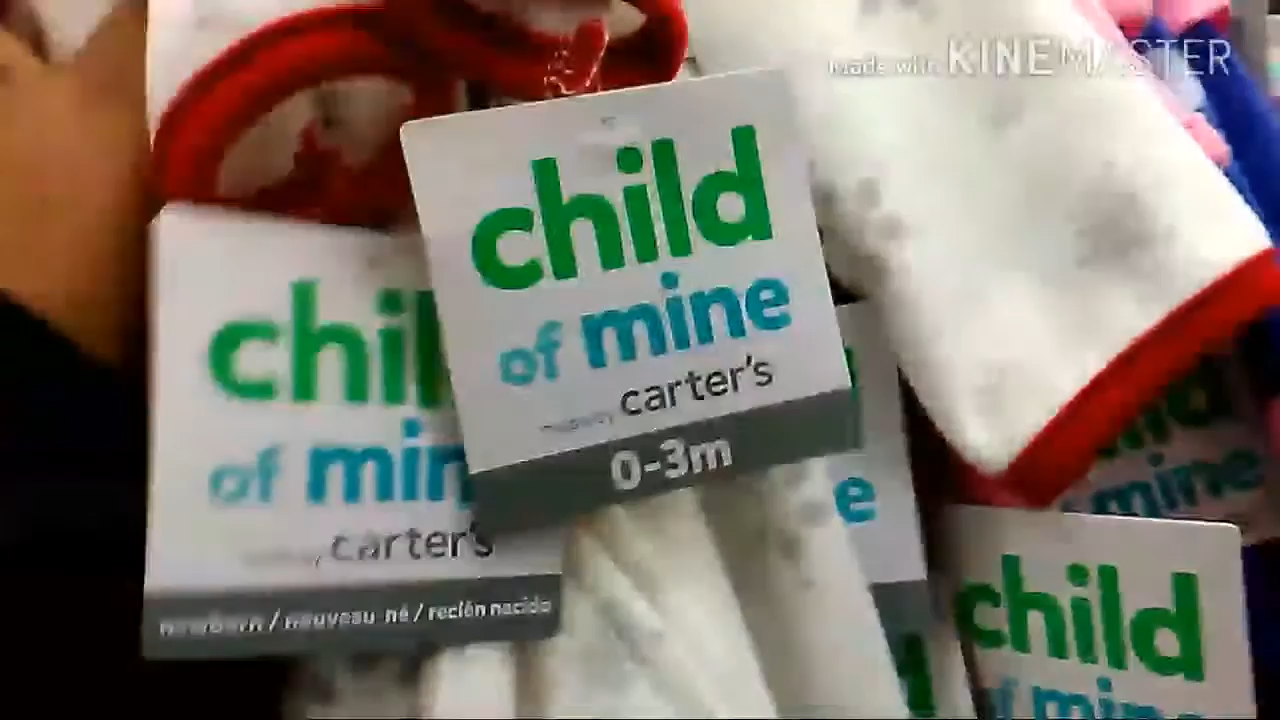 made with KINEMASTER
child
of mine
carter's
0-3m
chil
of min
carter's
newborn / nouveau né / recién nacido
e
mine
child
of mine